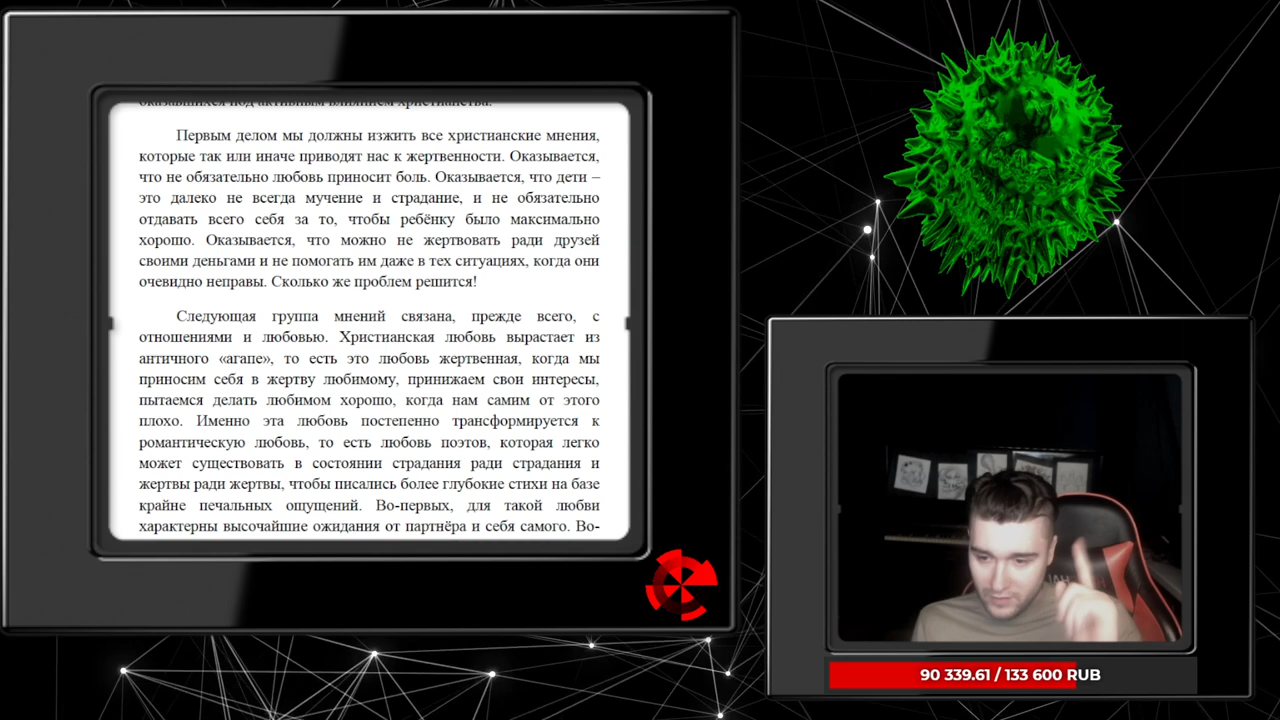 оказавшихся под активным влиянием христианства.
Первым делом мы должны изжить все христианские мнения,
которые так или иначе приводят нас к жертвенности. Оказывается,
что не обязательно любовь приносит боль. Оказывается, что дети –
это далеко не всегда мучение и страдание, и не обязательно
отдавать всего себя за то, чтобы ребёнку было максимально
хорошо. Оказывается, что можно не жертвовать ради друзей
своими деньгами и не помогать им даже в тех ситуациях, когда они
очевидно неправы. Сколько же проблем решится!
Следующая группа мнений связана, прежде всего, с
отношениями и любовью. Христианская любовь вырастает из
античного «агапе», то есть это любовь жертвенная, когда мы
приносим себя в жертву любимому, принижаем свои интересы,
пытаемся делать любимом хорошо, когда нам самим от этого
плохо. Именно эта любовь постепенно трансформируется к
романтическую любовь, то есть любовь поэтов, которая легко
может существовать в состоянии страдания ради страдания и
жертвы ради жертвы, чтобы писались более глубокие стихи на базе
крайне печальных ощущений. Во-первых, для такой любви
характерны высочайшие ожидания от партнёра и себя самого. Во-
90 339.61 / 133 600 RUB